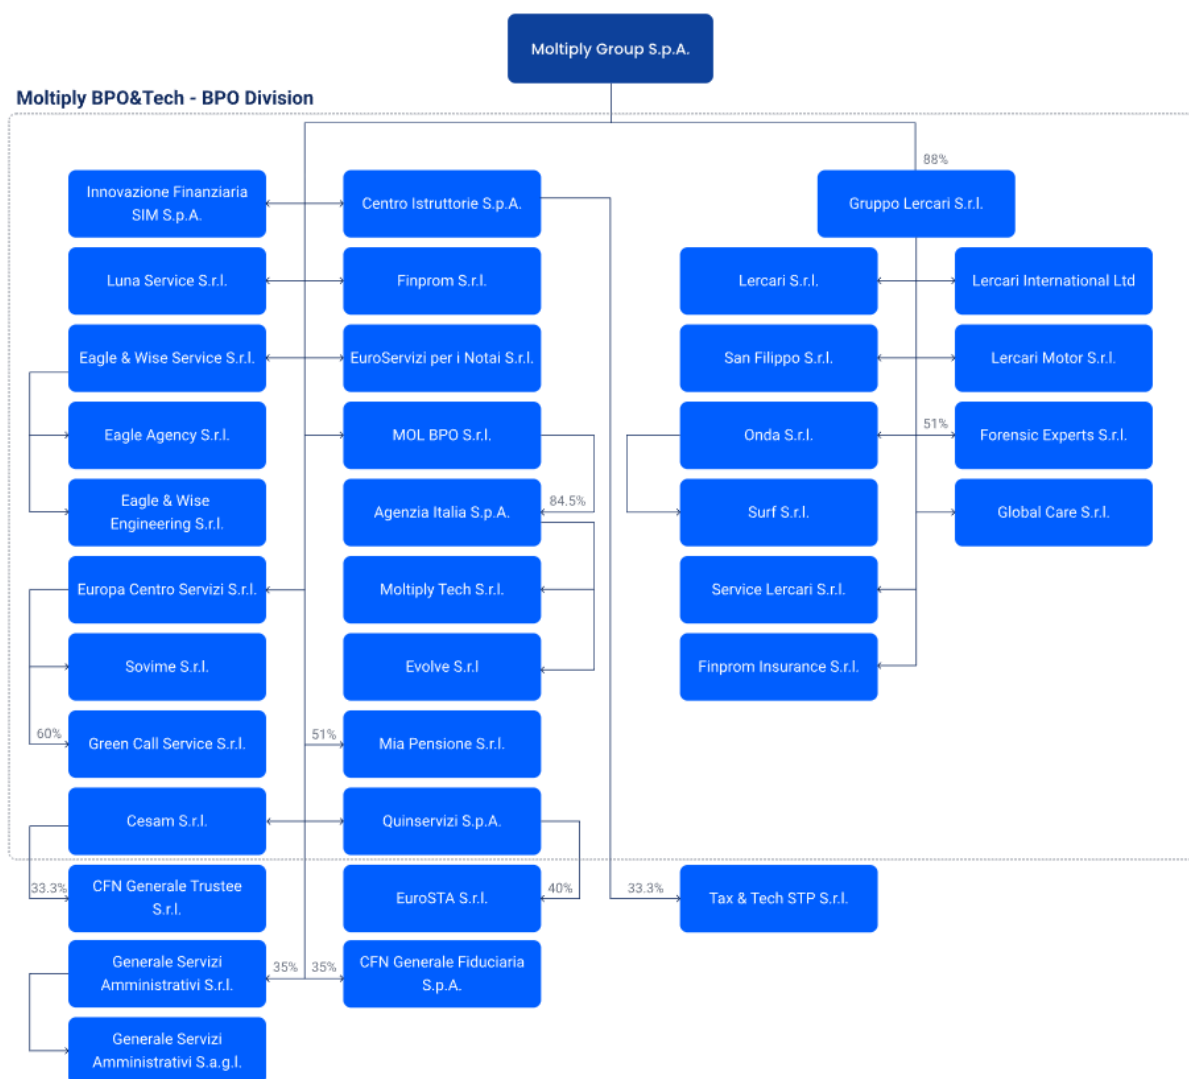 Moltiply Group S.p.A.
Moltiply BPO&Tech - BPO Division
88%
Innovazione Finanziaria
SIM S.p.A.
Centro Istruttorie S.p.A.
Gruppo Lercari S.r.l.
Luna Service S.r.l.
Finprom S.r.l.
Lercari S.r.l.
Lercari International Ltd
Eagle & Wise Service S.r.l.
EuroServizi per i Notai S.r.l.
San Filippo S.r.l.
Lercari Motor S.r.l.
Eagle Agency S.r.l.
MOL BPO S.r.l.
Onda S.r.l.
51%
Forensic Experts S.r.l.
Eagle & Wise
Engineering S.r.l.
Agenzia Italia S.p.A.
84.5%
Surf S.r.l.
Global Care S.r.l.
Europa Centro Servizi S.r.l.
Moltiply Tech S.r.l.
Service Lercari S.r.l.
Sovime S.r.l.
Evolve S.r.l
Finprom Insurance S.r.l.
60%
Green Call Service S.r.l.
51%
Mia Pensione S.r.l.
Cesam S.r.l.
Quinservizi S.p.A.
33.3%
CFN Generale Trustee
S.r.l.
EuroSTA S.r.l.
40%
33.3%
Tax & Tech STP S.r.l.
Generale Servizi
Amministrativi S.r.l.
35%
35%
CFN Generale Fiduciaria
S.p.A.
Generale Servizi
Amministrativi S.a.g.l.